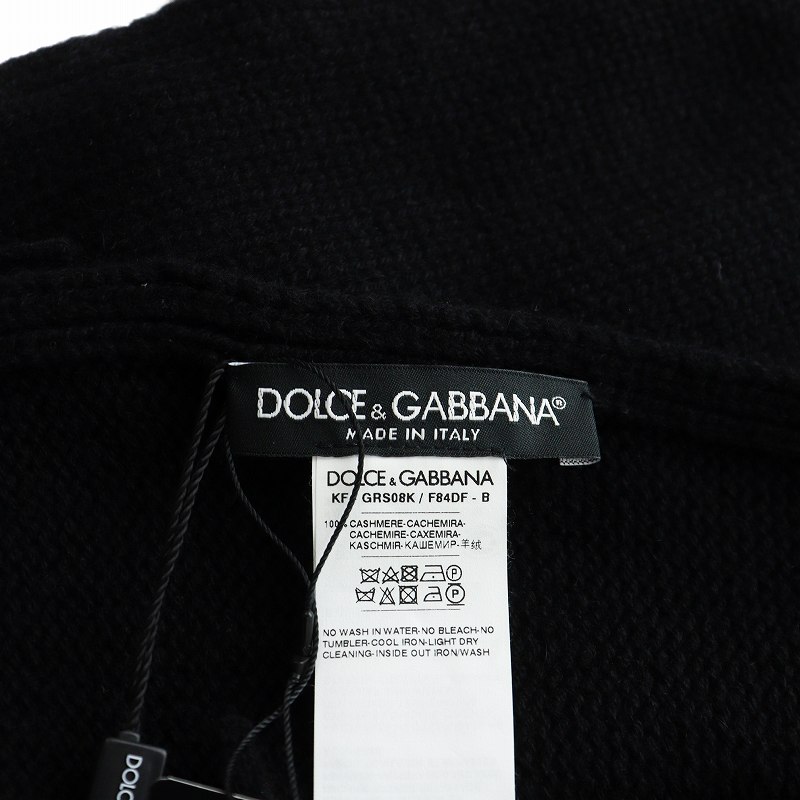 DOLCE & GABBANA®
MADE IN ITALY
DOLCE & GABBANA
GRS08K / F84DF - B
100% CASHMERE-CACHEMIRA-
CACHEMIRE-CAXEMIRA-
KASCHMIR-КАШЕМИР-羊绒
P
P
NO WASH IN WATER-NO BLEACH-NO
TUMBLER-COOL IRON-LIGHT DRY
CLEANING-INSIDE OUT IRON/WASH
DOLC